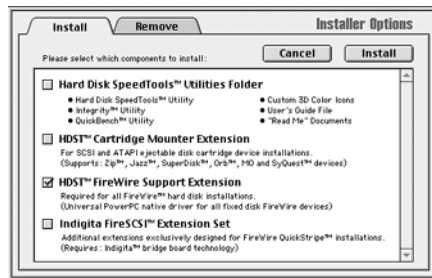 Install
Remove
Installer Options
Please select which components to install:
Cancel
Install
Hard Disk SpeedTools™ Utilities Folder
• Hard Disk SpeedTools™ Utility
• Custom 3D Color Icons
• Integrity™ Utility
• User's Guide File
• QuickBench™ Utility
• "Read Me" Documents
HDST™ Cartridge Mounter Extension
For SCSI and ATAPI ejectable disk cartridge device installations.
(Supports: Zip™, Jazz™, SuperDisk™, Orb™, MO and SyQuest™ devices)
HDST™ FireWire Support Extension
Required for all FireWire™ hard disk installations.
(Universal PowerPC native driver for all fixed disk FireWire devices)
Indigita FireSCSI™ Extension Set
Additional extensions exclusively designed for FireWire QuickStripe™ installations.
(Requires: Indigita™ bridge board technology)